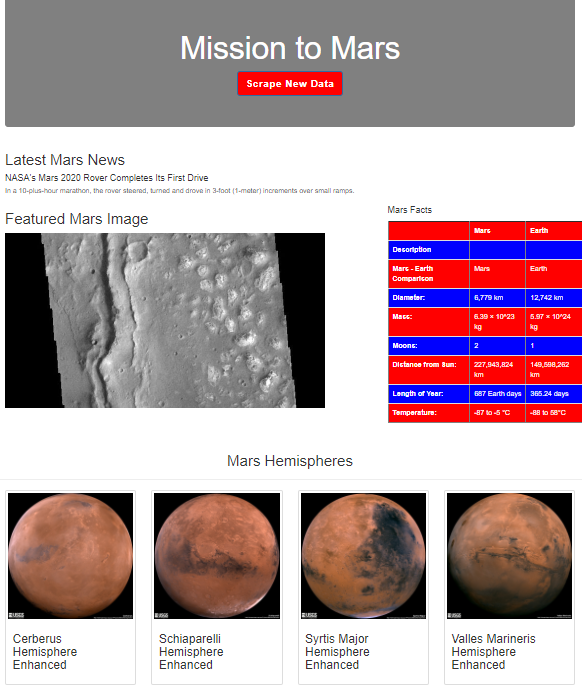 Mission to Mars
Scrape New Data
Latest Mars News
NASA's Mars 2020 Rover Completes Its First Drive
In a 10-plus-hour marathon, the rover steered, turned and drove in 3-foot (1-meter) increments over small ramps.
Featured Mars Image
Mars Facts
Mars Earth
Description
Mars - Earth Comparison Mars Earth
Diameter: 6,779 km 12,742 km
Mass: 6.39 × 10^23 kg 5.97 × 10^24 kg
Moons: 2 1
Distance from Sun: 227,943,824 km 149,598,262 km
Length of Year: 687 Earth days 365.24 days
Temperature: -87 to -5 °C -88 to 58°C
Mars Hemispheres
USGS
USGS
USGS
USGS
Cerberus
Hemisphere
Enhanced
Schiaparelli
Hemisphere
Enhanced
Syrtis Major
Hemisphere
Enhanced
Valles Marineris
Hemisphere
Enhanced